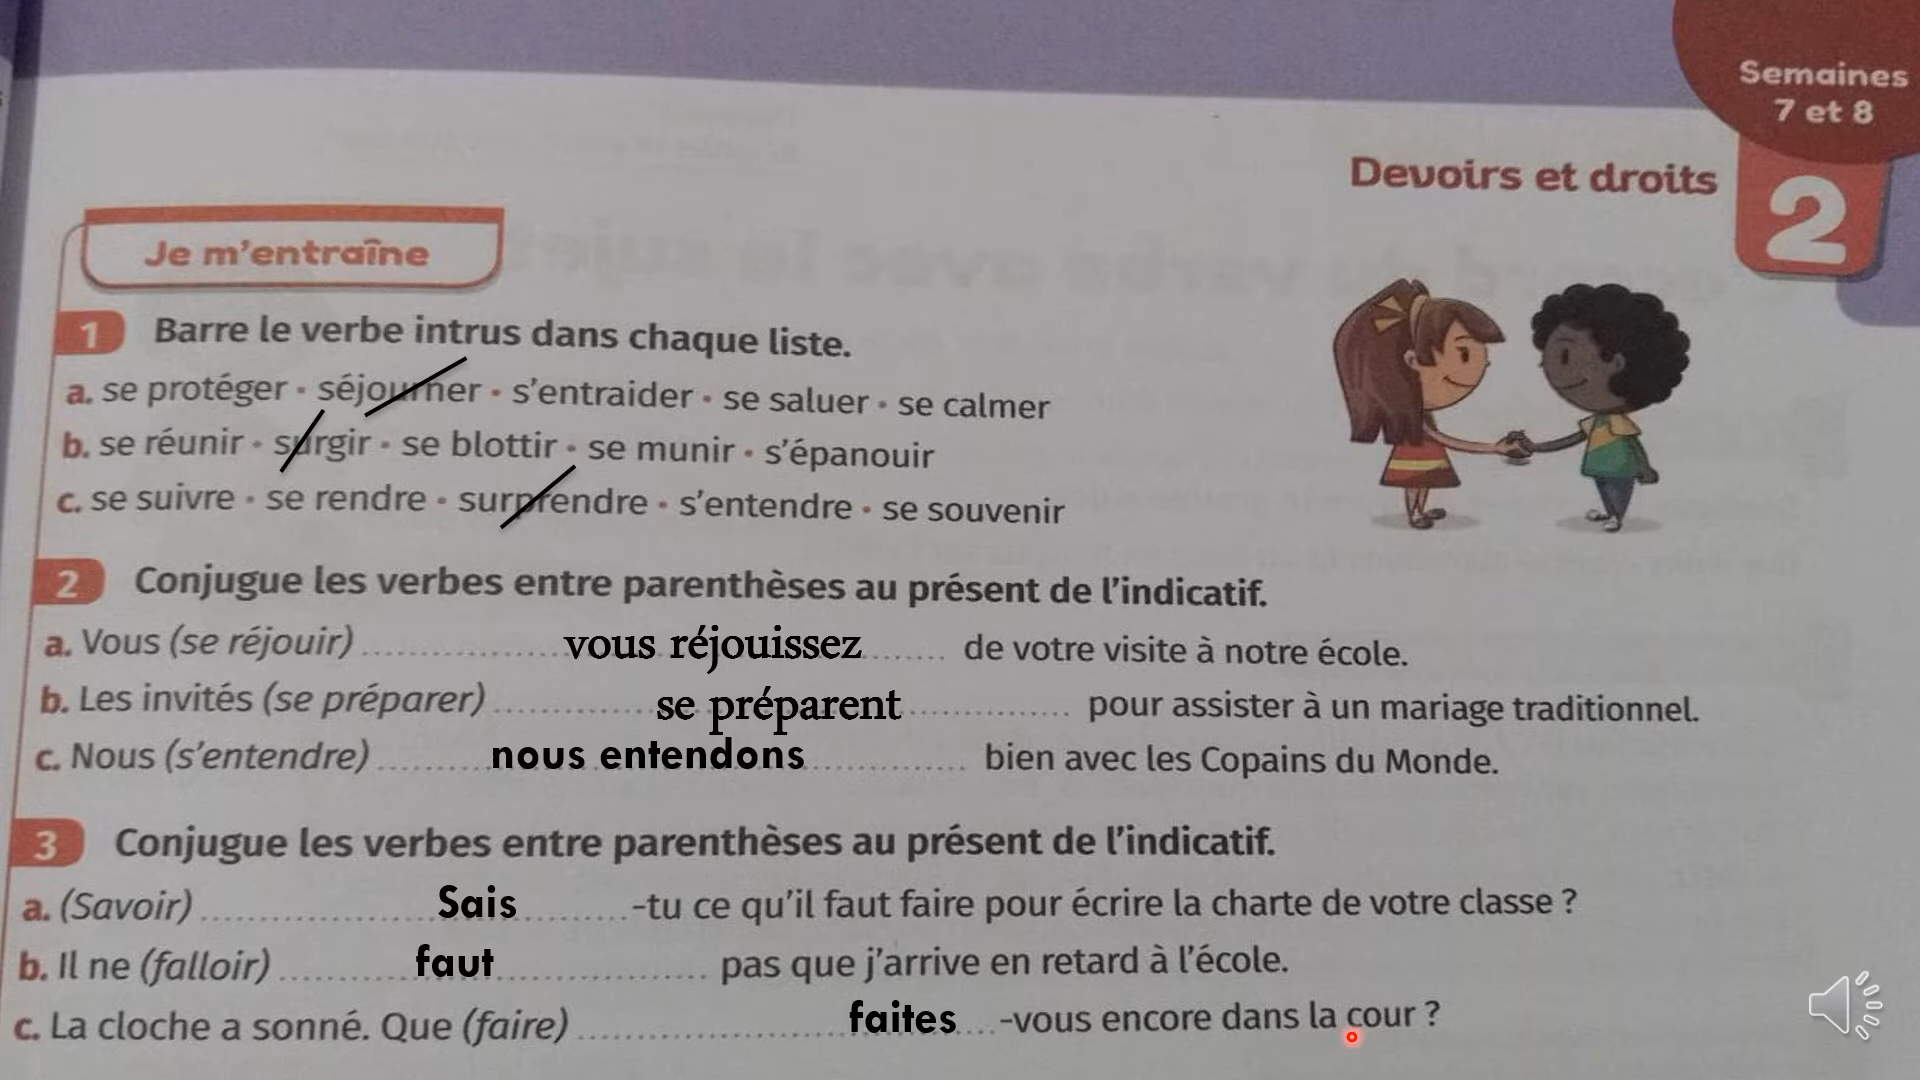 Semaines
7 et 8
Devoirs et droits
2
Je m'entraîne
1 Barre le verbe intrus dans chaque liste.
a. se protéger • séjourner • s'entraider • se saluer • se calmer
b. se réunir • surgir • se blottir • se munir • s'épanouir
c. se suivre • se rendre • surprendre • s'entendre • se souvenir
2 Conjugue les verbes entre parenthèses au présent de l'indicatif.
a. Vous (se réjouir) .......... vous réjouissez ........ de votre visite à notre école.
b. Les invités (se préparer) .......... se préparent .......... pour assister à un mariage traditionnel.
c. Nous (s'entendre) .......... nous entendons .......... bien avec les Copains du Monde.
3 Conjugue les verbes entre parenthèses au présent de l'indicatif.
a. (Savoir) .......... Sais ..........-tu ce qu'il faut faire pour écrire la charte de votre classe ?
b. Il ne (falloir) .......... faut .......... pas que j'arrive en retard à l'école.
c. La cloche a sonné. Que (faire) .......... faites ....-vous encore dans la cour ?